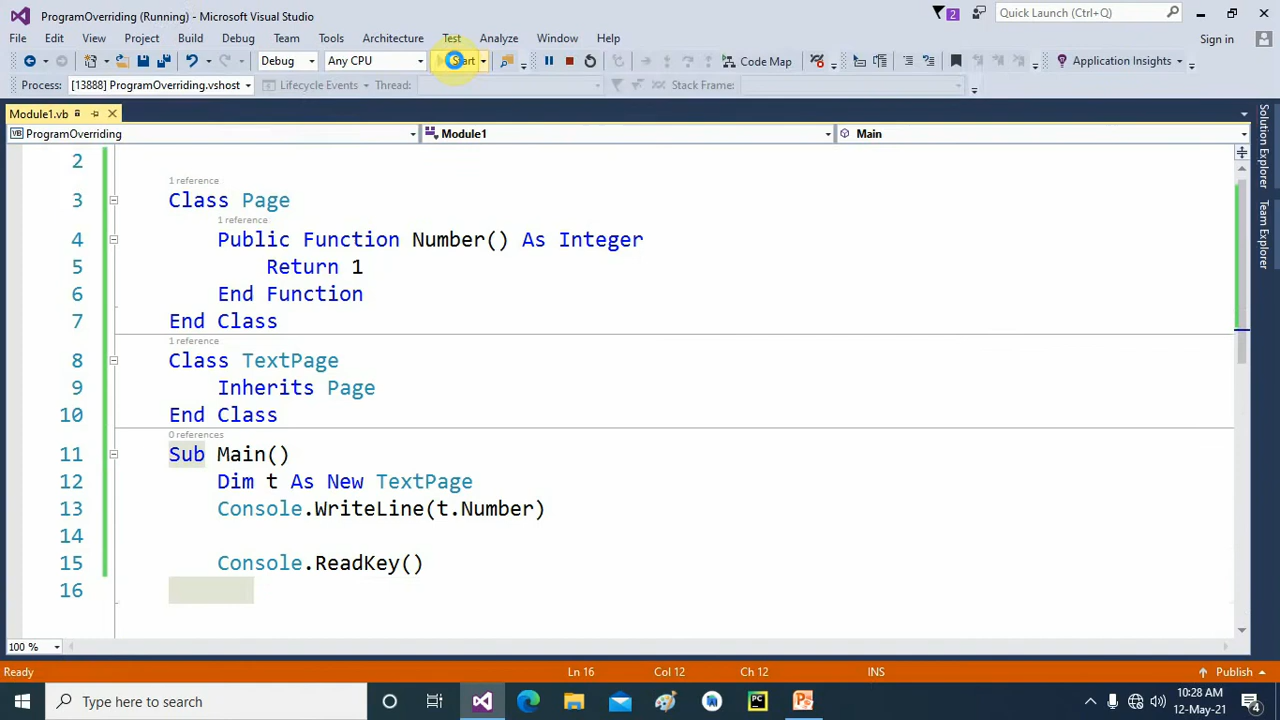 ProgramOverriding (Running) - Microsoft Visual Studio
2
Quick Launch (Ctrl+Q)
File Edit View Project Build Debug Team Tools Architecture Test Analyze Window Help
Sign in
Debug Any CPU Start Code Map Application Insights
Process: [13888] ProgramOverriding.vshost Lifecycle Events Thread: Stack Frame:
Module1.vb
VB ProgramOverriding Module1 Main
2
1 reference
3 Class Page
1 reference
4 Public Function Number() As Integer
5 Return 1
6 End Function
7 End Class
1 reference
8 Class TextPage
9 Inherits Page
10 End Class
0 references
11 Sub Main()
12 Dim t As New TextPage
13 Console.WriteLine(t.Number)
14
15 Console.ReadKey()
16
100 %
Solution Explorer
Team Explorer
Ready Ln 16 Col 12 Ch 12 INS Publish
Type here to search
PC
10:28 AM
12-May-21
4